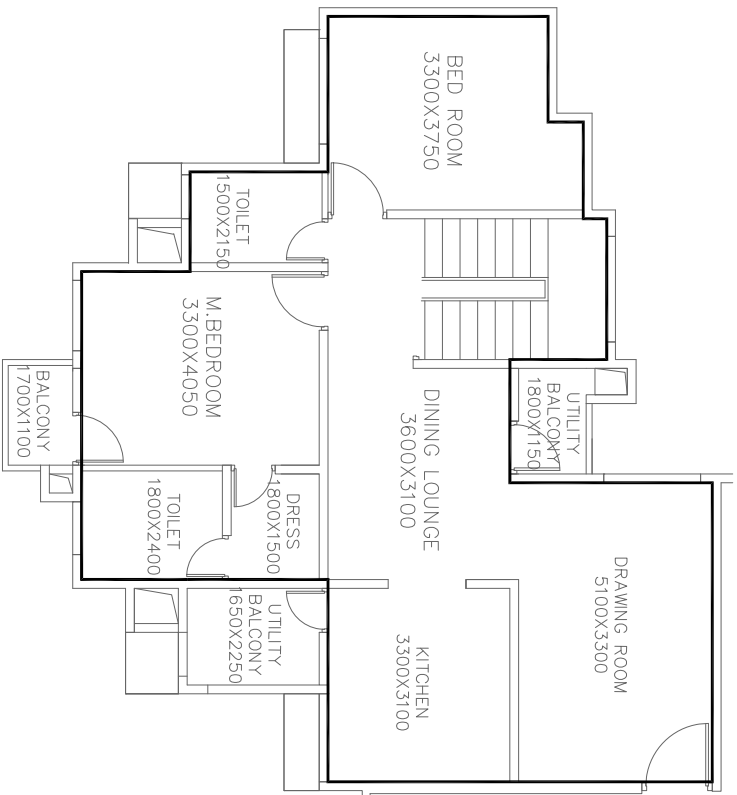 BED ROOM
3300X3750
TOILET
1500X2150
M.BEDROOM
3300X4050
BALCONY
1700X1100
DINING LOUNGE
3600X3100
UTILITY
BALCONY
1800X1150
TOILET
1800X2400
DRESS
1800X1500
UTILITY
BALCONY
1650X2250
KITCHEN
3300X3100
DRAWING ROOM
5100X3300